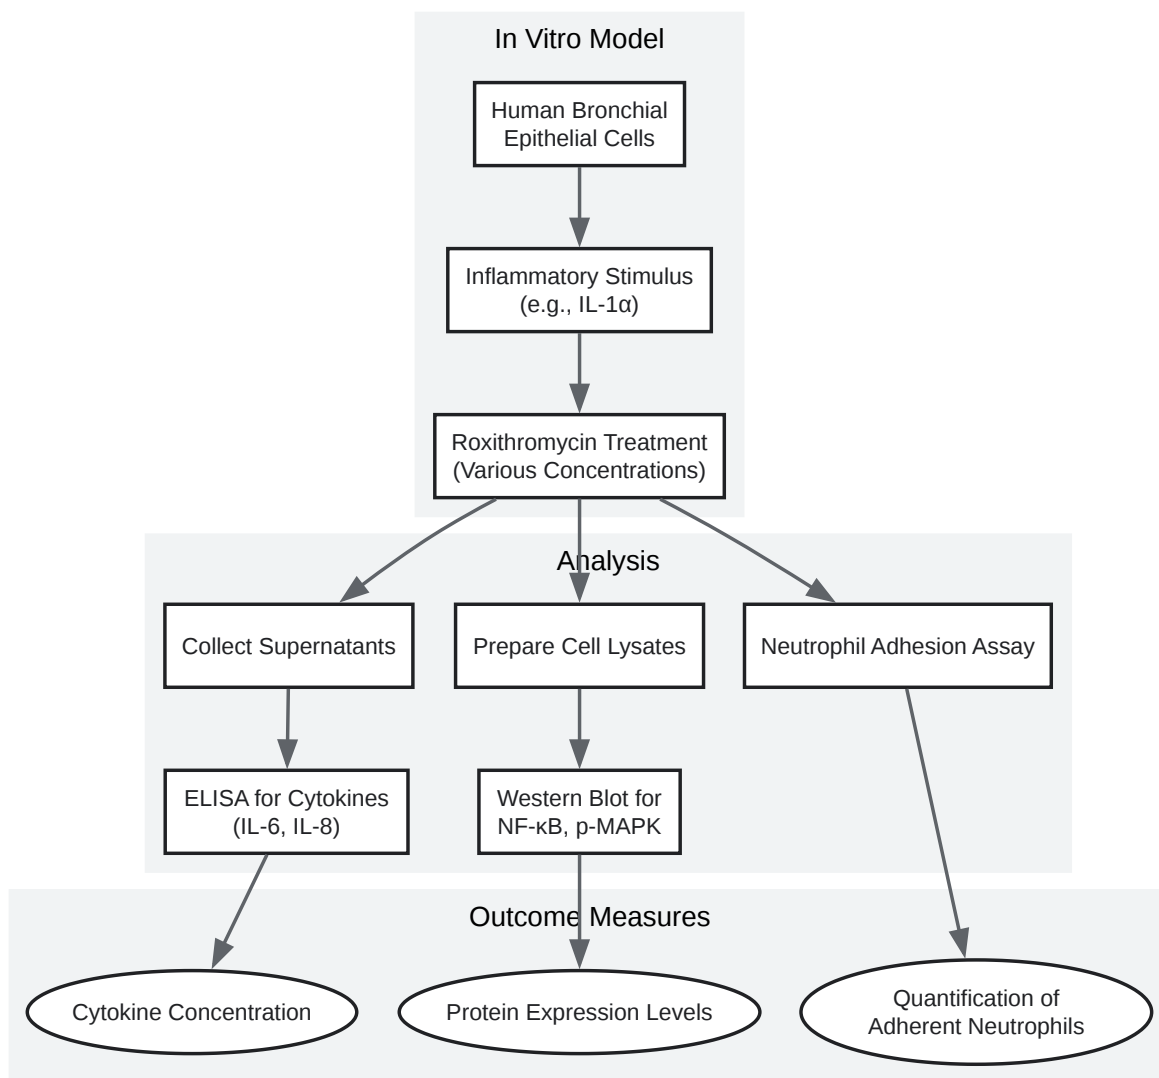 In Vitro Model
Human Bronchial
Epithelial Cells
Inflammatory Stimulus
(e.g., IL-1α)
Roxithromycin Treatment
(Various Concentrations)
Analysis
Collect Supernatants
Prepare Cell Lysates
Neutrophil Adhesion Assay
ELISA for Cytokines
(IL-6, IL-8)
Western Blot for
NF-κB, p-MAPK
Outcome Measures
Cytokine Concentration
Protein Expression Levels
Quantification of
Adherent Neutrophils